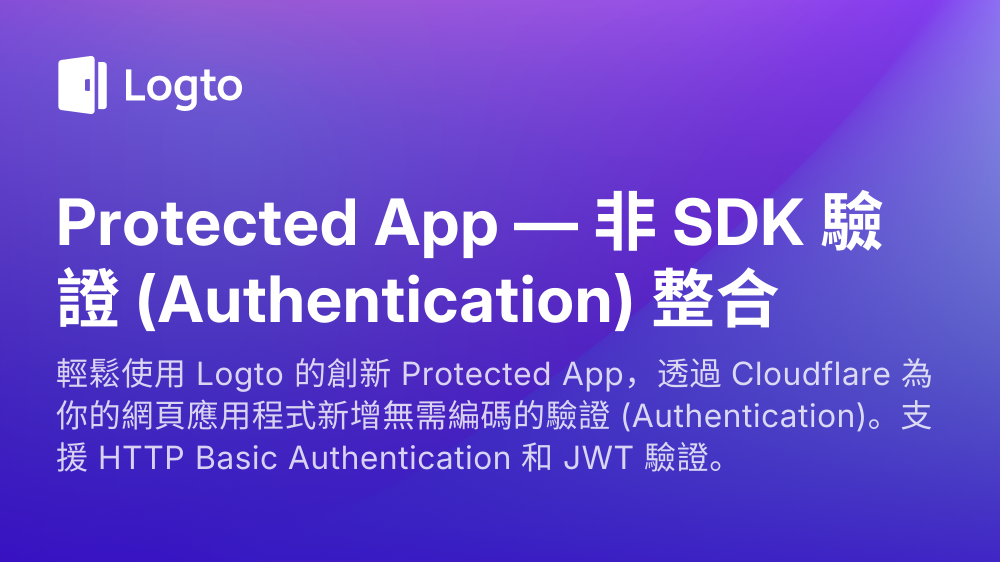 Logto
Protected App — 非 SDK 驗
證 (Authentication) 整合
輕鬆使用 Logto 的創新 Protected App，透過 Cloudflare 為
你的網頁應用程式新增無需編碼的驗證 (Authentication)。支
援 HTTP Basic Authentication 和 JWT 驗證。